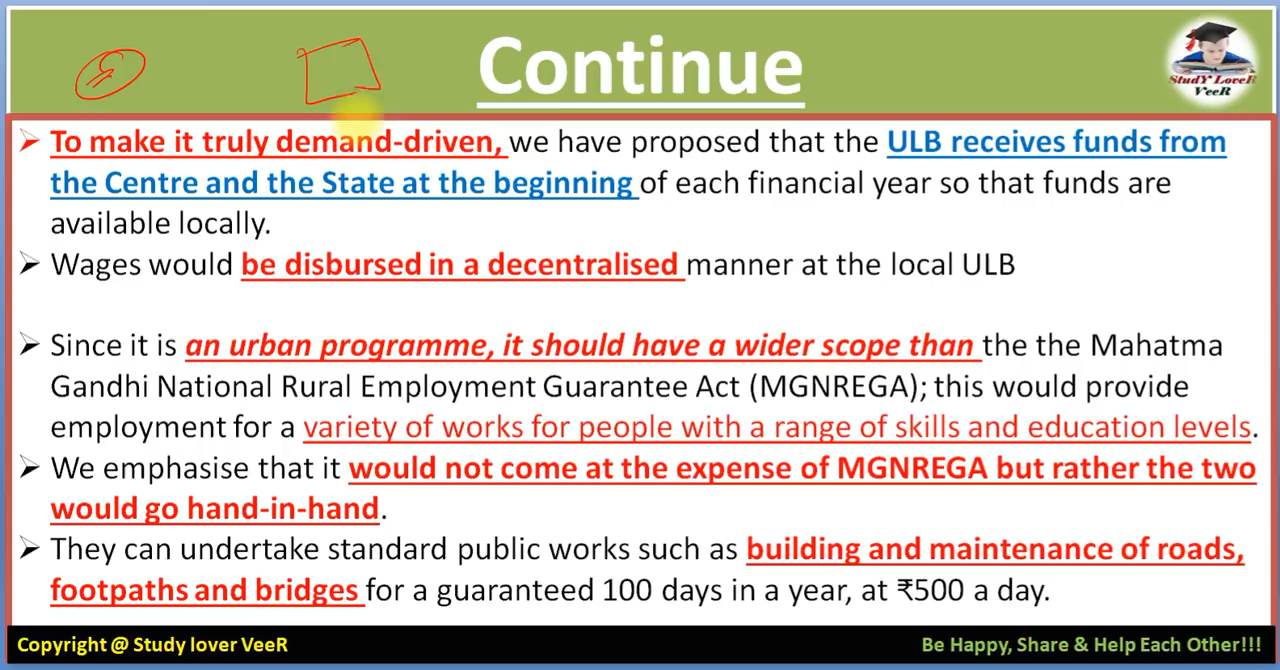 Continue
StudY LoveR
VeeR
➢ To make it truly demand-driven, we have proposed that the ULB receives funds from
the Centre and the State at the beginning of each financial year so that funds are
available locally.
➢ Wages would be disbursed in a decentralised manner at the local ULB
➢ Since it is an urban programme, it should have a wider scope than the the Mahatma
Gandhi National Rural Employment Guarantee Act (MGNREGA); this would provide
employment for a variety of works for people with a range of skills and education levels.
➢ We emphasise that it would not come at the expense of MGNREGA but rather the two
would go hand-in-hand.
➢ They can undertake standard public works such as building and maintenance of roads,
footpaths and bridges for a guaranteed 100 days in a year, at ₹500 a day.
Copyright @ Study lover VeeR
Be Happy, Share & Help Each Other!!!